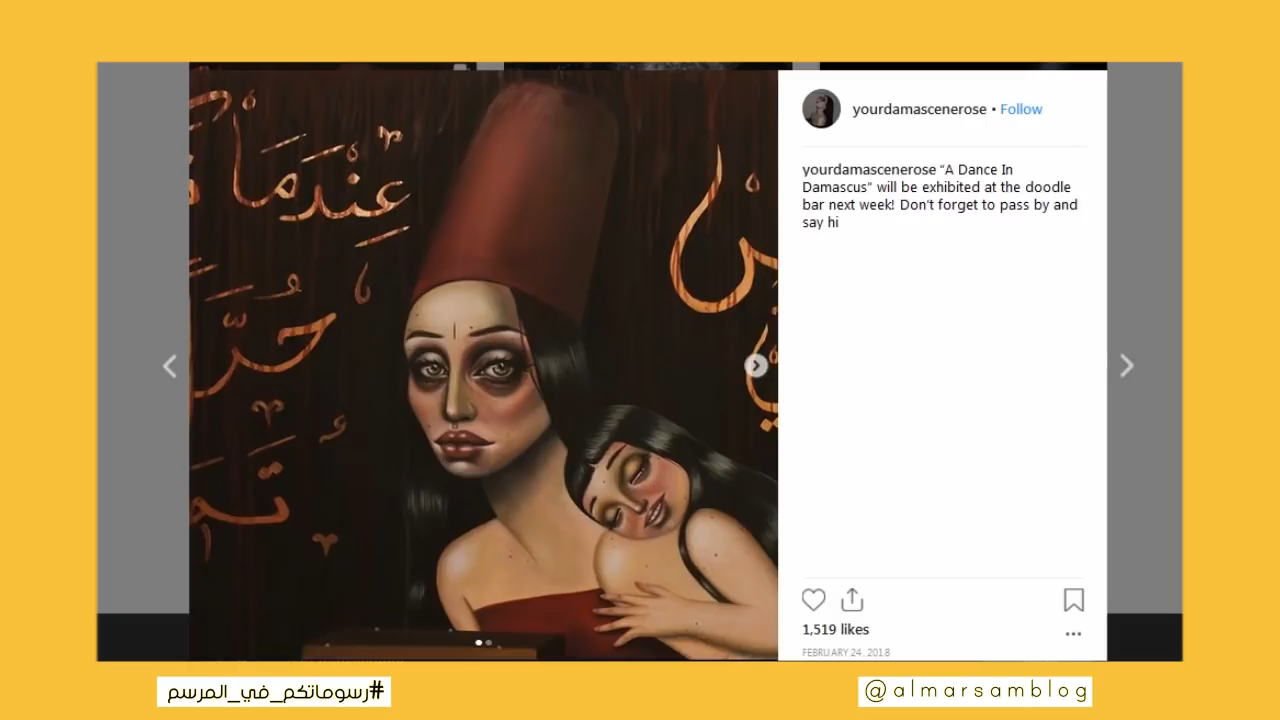 عِنْدَمَا
حُرًّا
yourdamascenerose • Follow
yourdamascenerose “A Dance In
Damascus” will be exhibited at the doodle
bar next week! Don't forget to pass by and
say hi
1,519 likes
FEBRUARY 24, 2018
#رسوماتكم_في_المرسم
@almarsamblog